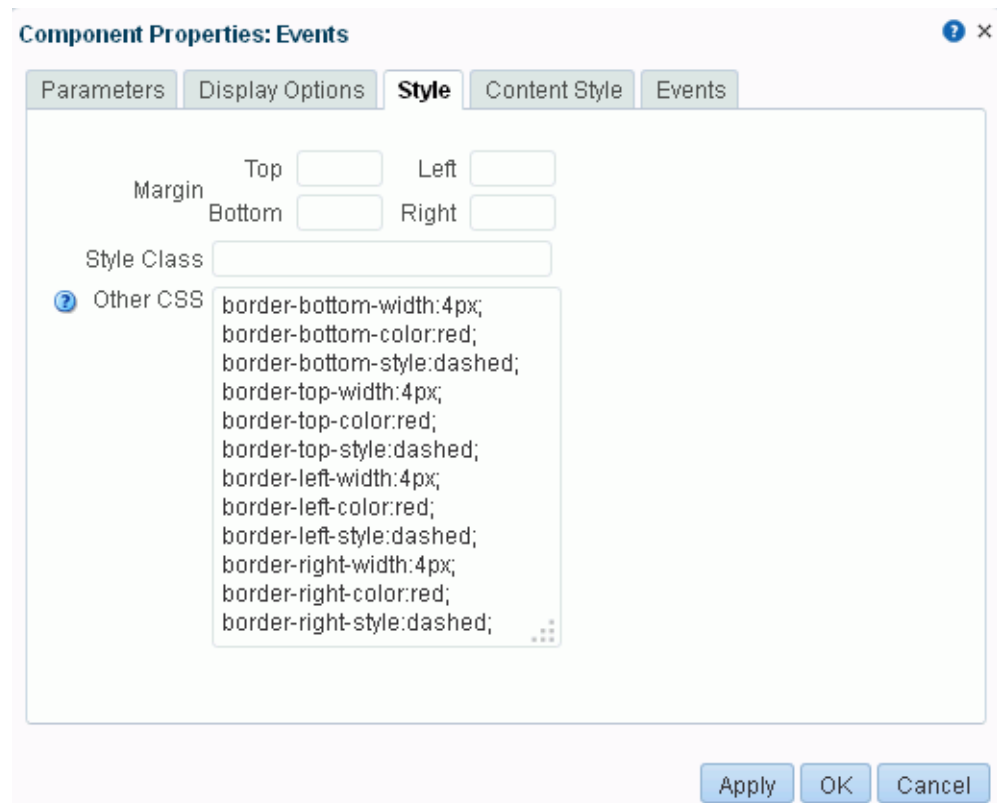 Component Properties: Events
Parameters Display Options Style Content Style Events
Margin
Top Left
Bottom Right
Style Class
Other CSS
border-bottom-width:4px;
border-bottom-color:red;
border-bottom-style:dashed;
border-top-width:4px;
border-top-color:red;
border-top-style:dashed;
border-left-width:4px;
border-left-color:red;
border-left-style:dashed;
border-right-width:4px;
border-right-color:red;
border-right-style:dashed;
Apply OK Cancel